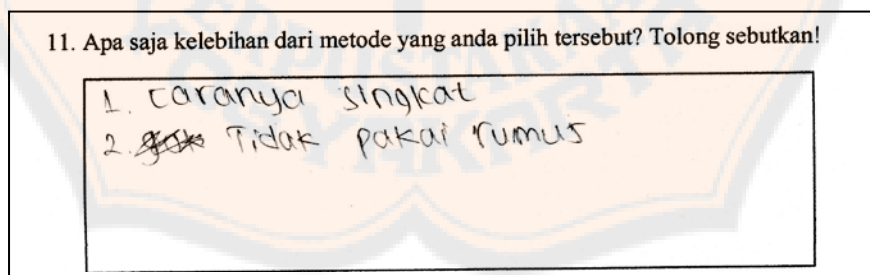 11. Apa saja kelebihan dari metode yang anda pilih tersebut? Tolong sebutkan!
1. Caranya singkat
2. Tidak pakai rumus